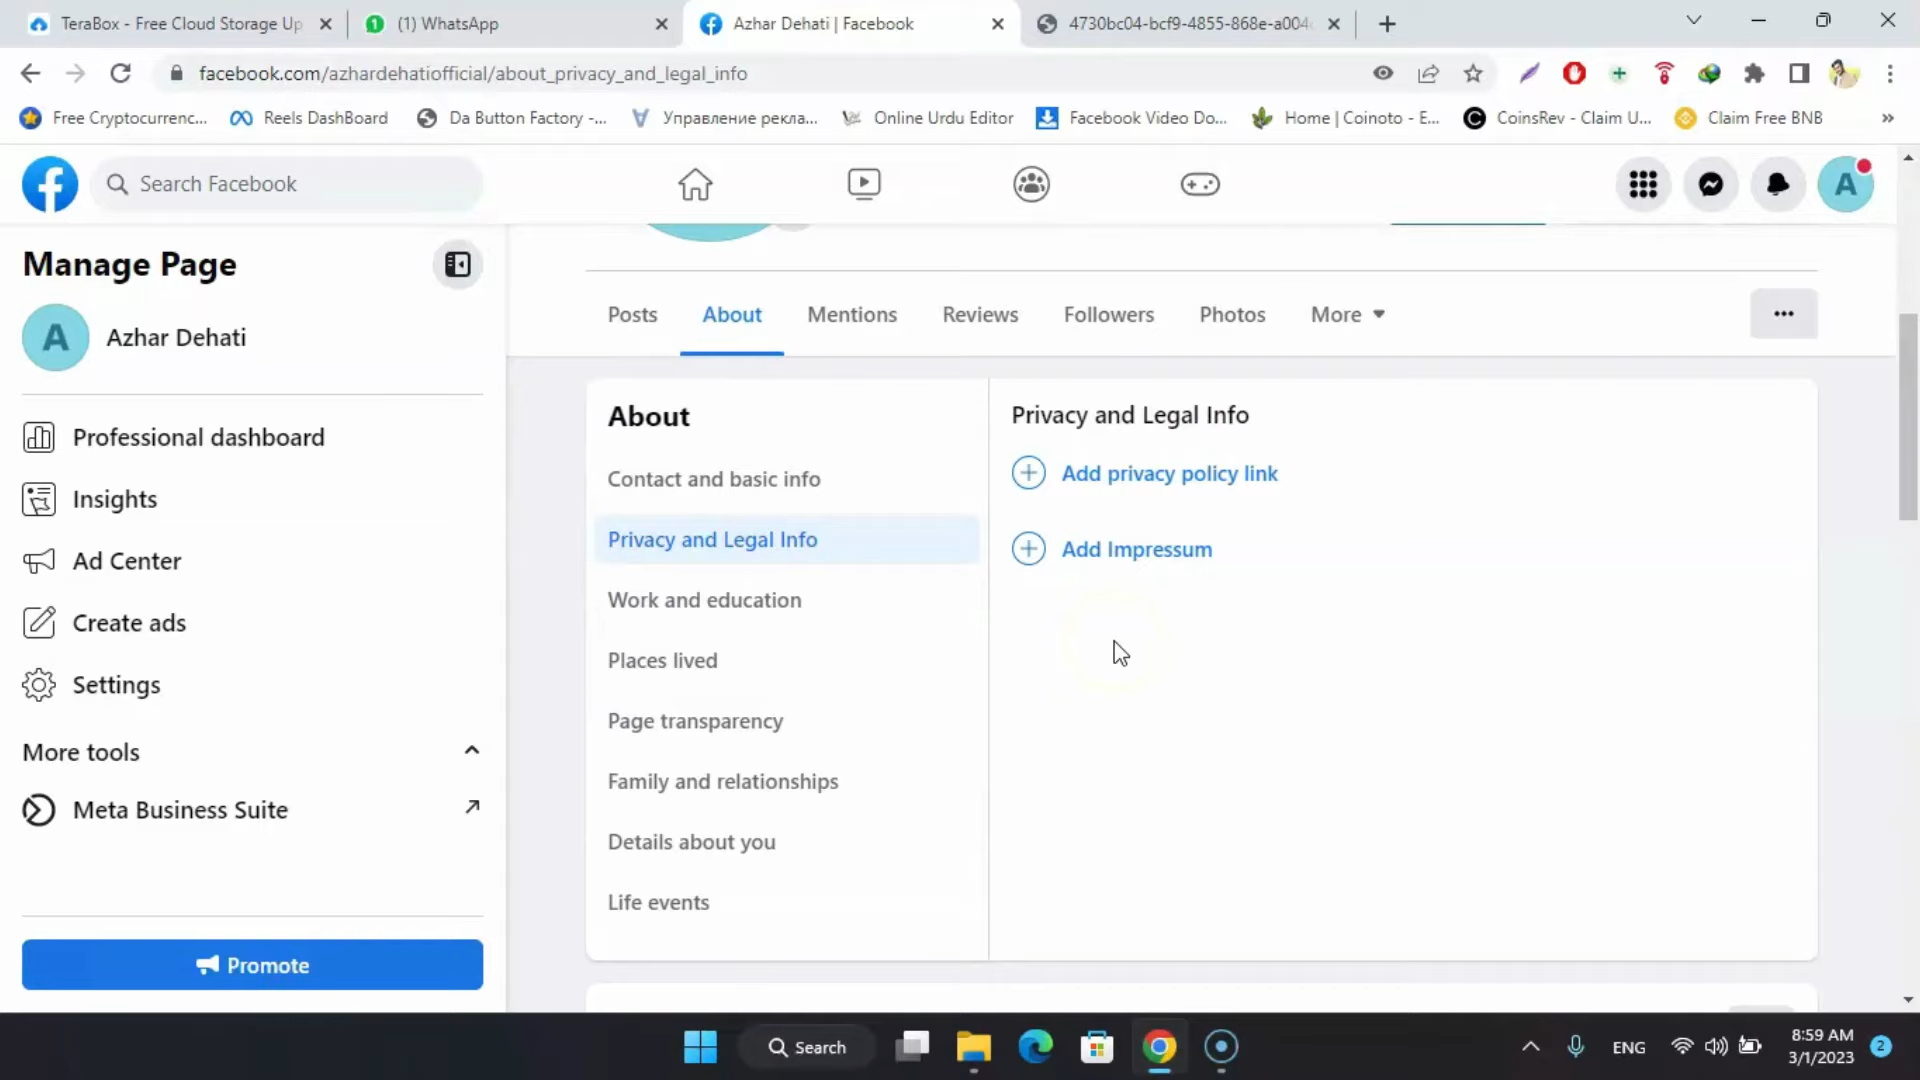 TeraBox - Free Cloud Storage Up
(1) WhatsApp
Azhar Dehati | Facebook
4730bc04-bcf9-4855-868e-a004
facebook.com/azhardehatiofficial/about_privacy_and_legal_info
Free Cryptocurrenc...
Reels DashBoard
Da Button Factory -...
Управление рекла...
Online Urdu Editor
Facebook Video Do...
Home | Coinoto - E...
CoinsRev - Claim U...
Claim Free BNB
»
Search Facebook
A
Manage Page
A
Azhar Dehati
Professional dashboard
Insights
Ad Center
Create ads
Settings
More tools
Meta Business Suite
Promote
Posts
About
Mentions
Reviews
Followers
Photos
More
About
Contact and basic info
Privacy and Legal Info
Work and education
Places lived
Page transparency
Family and relationships
Details about you
Life events
Privacy and Legal Info
Add privacy policy link
Add Impressum
Search
ENG
8:59 AM
3/1/2023
2